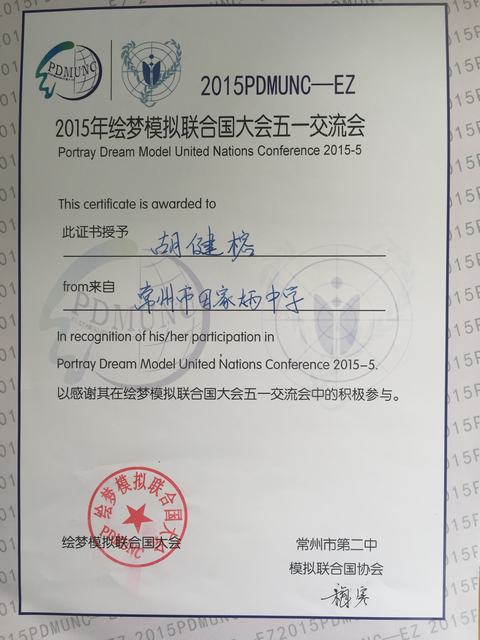 PDMUNC
2015PDMUNC—EZ
2015年绘梦模拟联合国大会五一交流会
Portray Dream Model United Nations Conference 2015-5
This certificate is awarded to
此证书授予 胡健榕
from来自 常州市田家炳中学
In recognition of his/her participation in
Portray Dream Model United Nations Conference 2015-5.
以感谢其在绘梦模拟联合国大会五一交流会中的积极参与。
绘梦模拟联合国大会
PDMUNC
绘梦模拟联合国大会
常州市第二中
模拟联合国协会